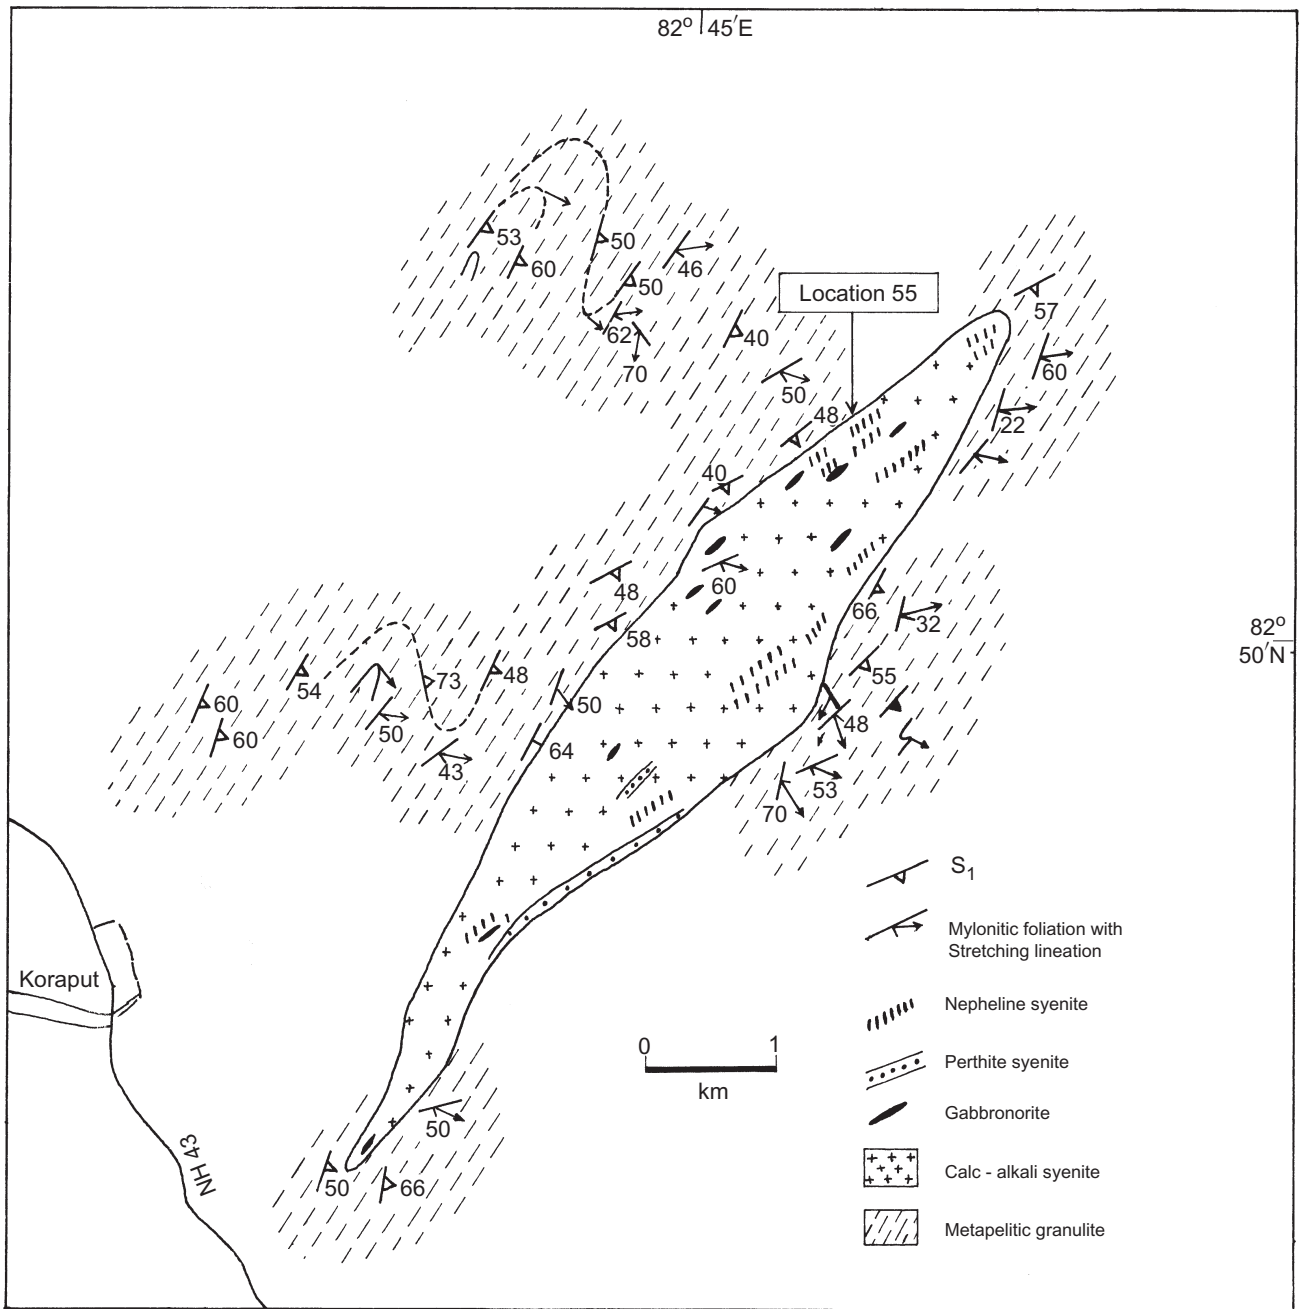 82° 45′E
53
60
50
50
46
62
70
40
50
Location 55
57
60
22
48
40
48
58
60
66
32
55
48
53
70
82°
50′N
60
60
54
50
73
48
43
50
64
Koraput
NH 43
50
66
50
0 1
km
S1
Mylonitic foliation with
Stretching lineation
Nepheline syenite
Perthite syenite
Gabbronorite
Calc - alkali syenite
Metapelitic granulite